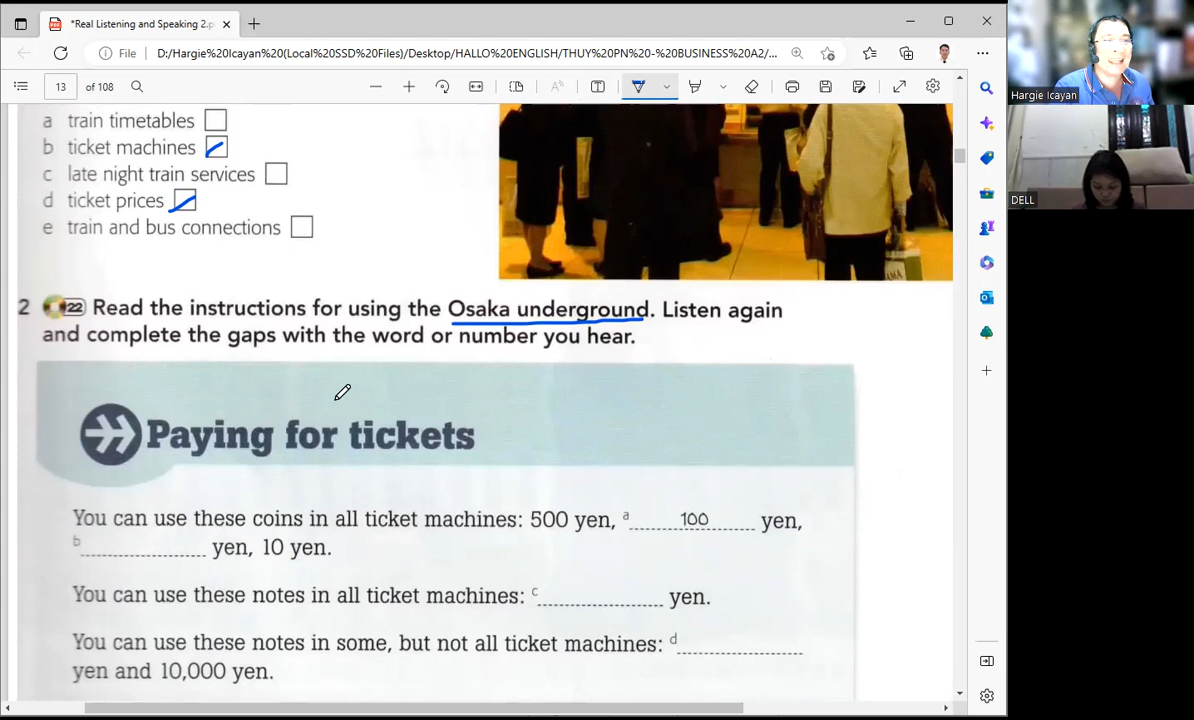 *Real Listening and Speaking 2.p
File
D:/Hargie%20Icayan%20(Local%20SSD%20Files)/Desktop/HALLO%20ENGLISH/THUY%20PN%20-%20BUSINESS%20A2/...
13 of 108
Hargie Icayan
DELL
a train timetables
b ticket machines
c late night train services
d ticket prices
e train and bus connections
2 22 Read the instructions for using the Osaka underground. Listen again
and complete the gaps with the word or number you hear.
Paying for tickets
You can use these coins in all ticket machines: 500 yen, a 100 yen,
b yen, 10 yen.
You can use these notes in all ticket machines: c yen.
You can use these notes in some, but not all ticket machines: d
yen and 10,000 yen.